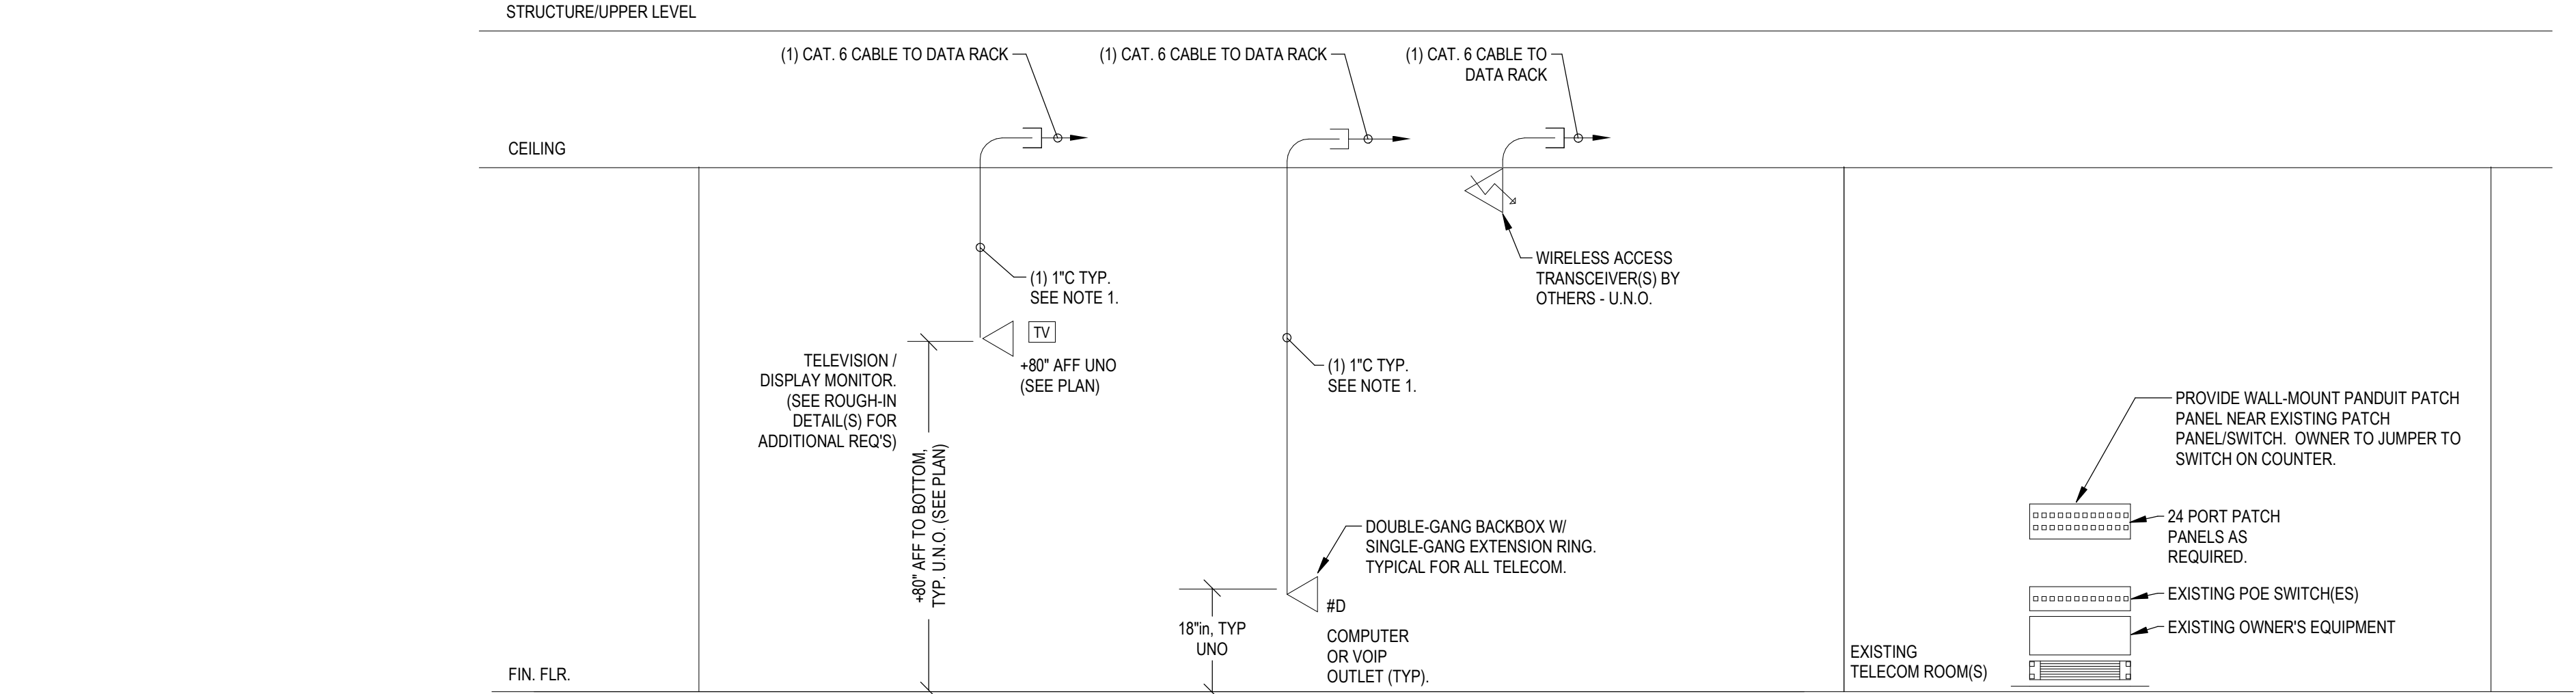 STRUCTURE/UPPER LEVEL
(1) CAT. 6 CABLE TO DATA RACK
(1) CAT. 6 CABLE TO DATA RACK
(1) CAT. 6 CABLE TO
DATA RACK
CEILING
(1) 1"C TYP.
SEE NOTE 1.
TV
+80" AFF UNO
(SEE PLAN)
TELEVISION /
DISPLAY MONITOR.
(SEE ROUGH-IN
DETAIL(S) FOR
ADDITIONAL REQ'S)
+80" AFF TO BOTTOM,
TYP. U.N.O. (SEE PLAN)
(1) 1"C TYP.
SEE NOTE 1.
WIRELESS ACCESS
TRANSCEIVER(S) BY
OTHERS - U.N.O.
DOUBLE-GANG BACKBOX W/
SINGLE-GANG EXTENSION RING.
TYPICAL FOR ALL TELECOM.
#D
18"in, TYP
UNO
COMPUTER
OR VOIP
OUTLET (TYP).
PROVIDE WALL-MOUNT PANDUIT PATCH
PANEL NEAR EXISTING PATCH
PANEL/SWITCH. OWNER TO JUMPER TO
SWITCH ON COUNTER.
24 PORT PATCH
PANELS AS
REQUIRED.
EXISTING POE SWITCH(ES)
EXISTING OWNER'S EQUIPMENT
EXISTING
TELECOM ROOM(S)
FIN. FLR.